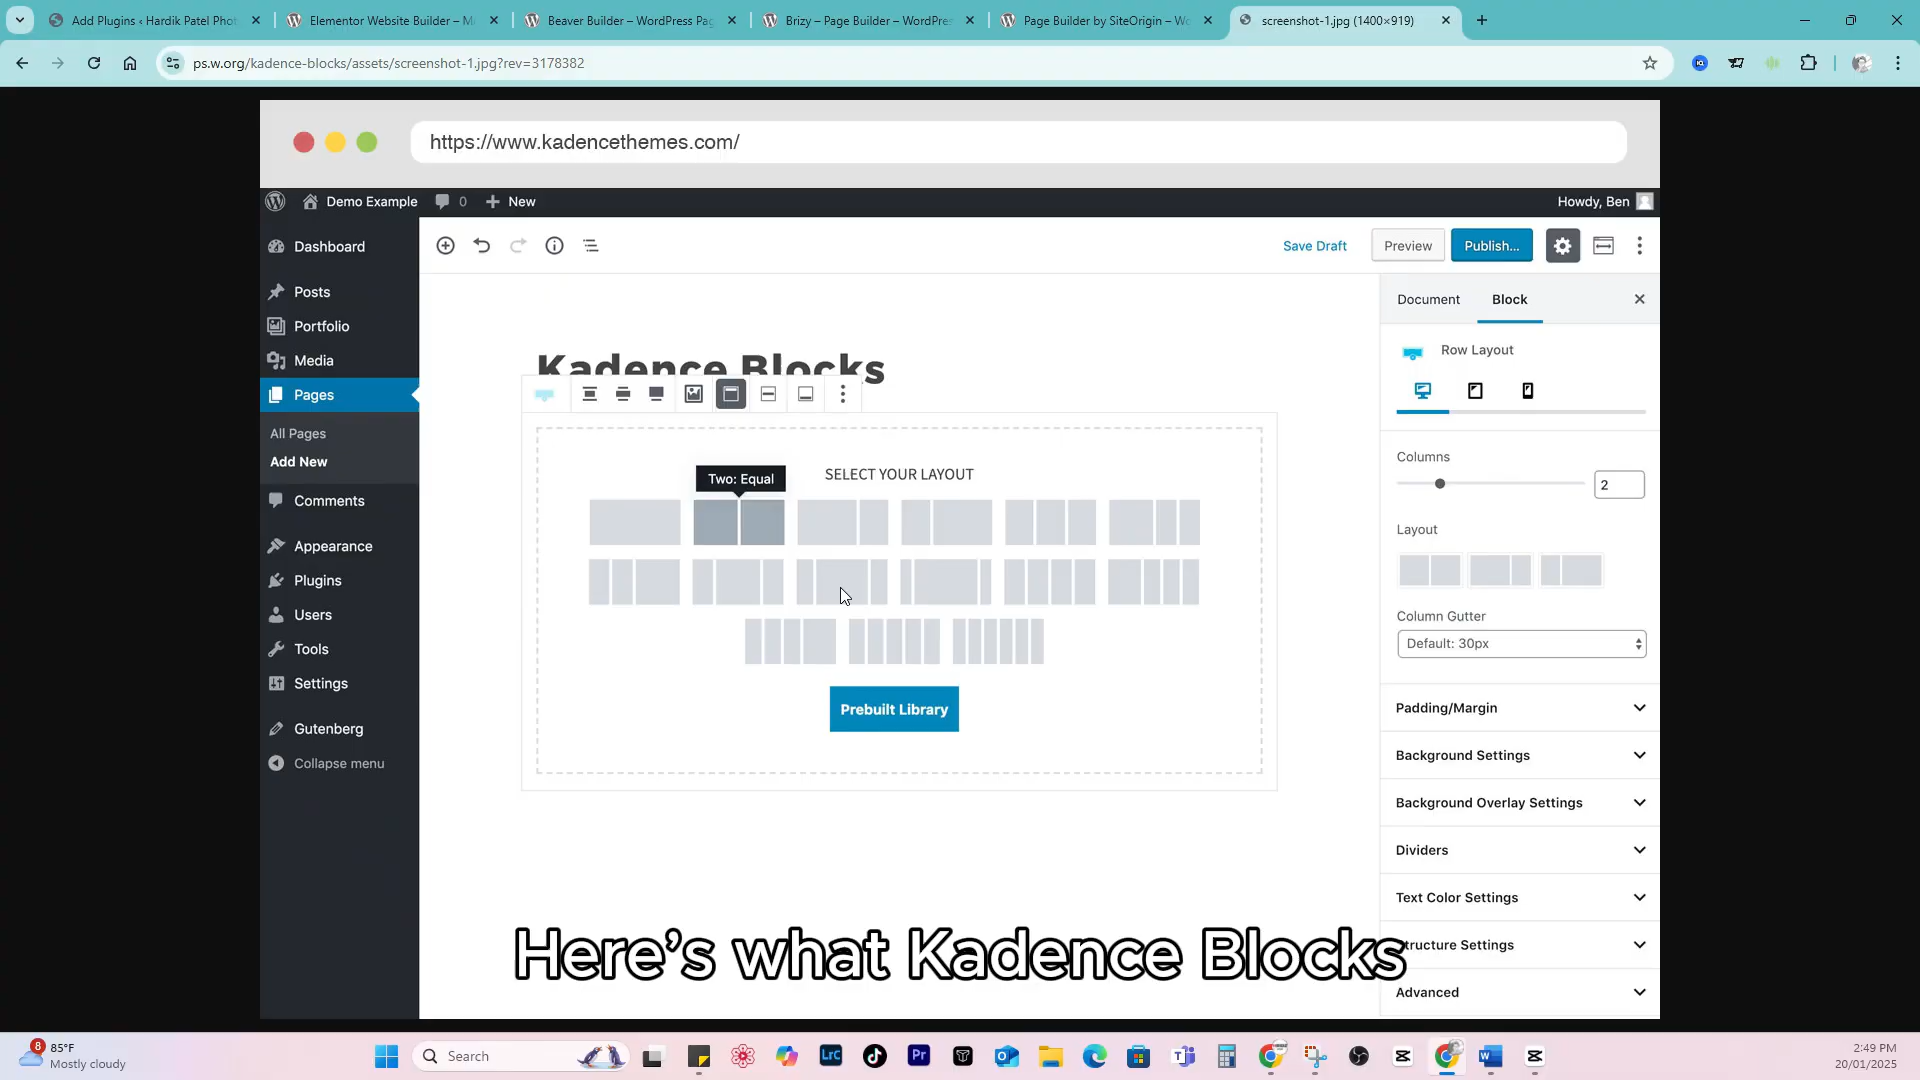 Add Plugins ‹ Hardik Patel Phot
Elementor Website Builder – M
Beaver Builder – WordPress Pag
Brizy – Page Builder – WordPre
Page Builder by SiteOrigin – Wo
screenshot-1.jpg (1400×919)
ps.w.org/kadence-blocks/assets/screenshot-1.jpg?rev=3178382
https://www.kadencethemes.com/
Demo Example
0
New
Howdy, Ben
Dashboard
Posts
Portfolio
Media
Pages
All Pages
Add New
Comments
Appearance
Plugins
Users
Tools
Settings
Gutenberg
Collapse menu
Save Draft
Preview
Publish...
Kadence Blocks
SELECT YOUR LAYOUT
Two: Equal
Prebuilt Library
Document
Block
Row Layout
Columns
2
Layout
Column Gutter
Default: 30px
Padding/Margin
Background Settings
Background Overlay Settings
Dividers
Text Color Settings
Structure Settings
Advanced
Here's what Kadence Blocks
8
85°F
Mostly cloudy
Search
LrC
Pr
2:49 PM
20/01/2025